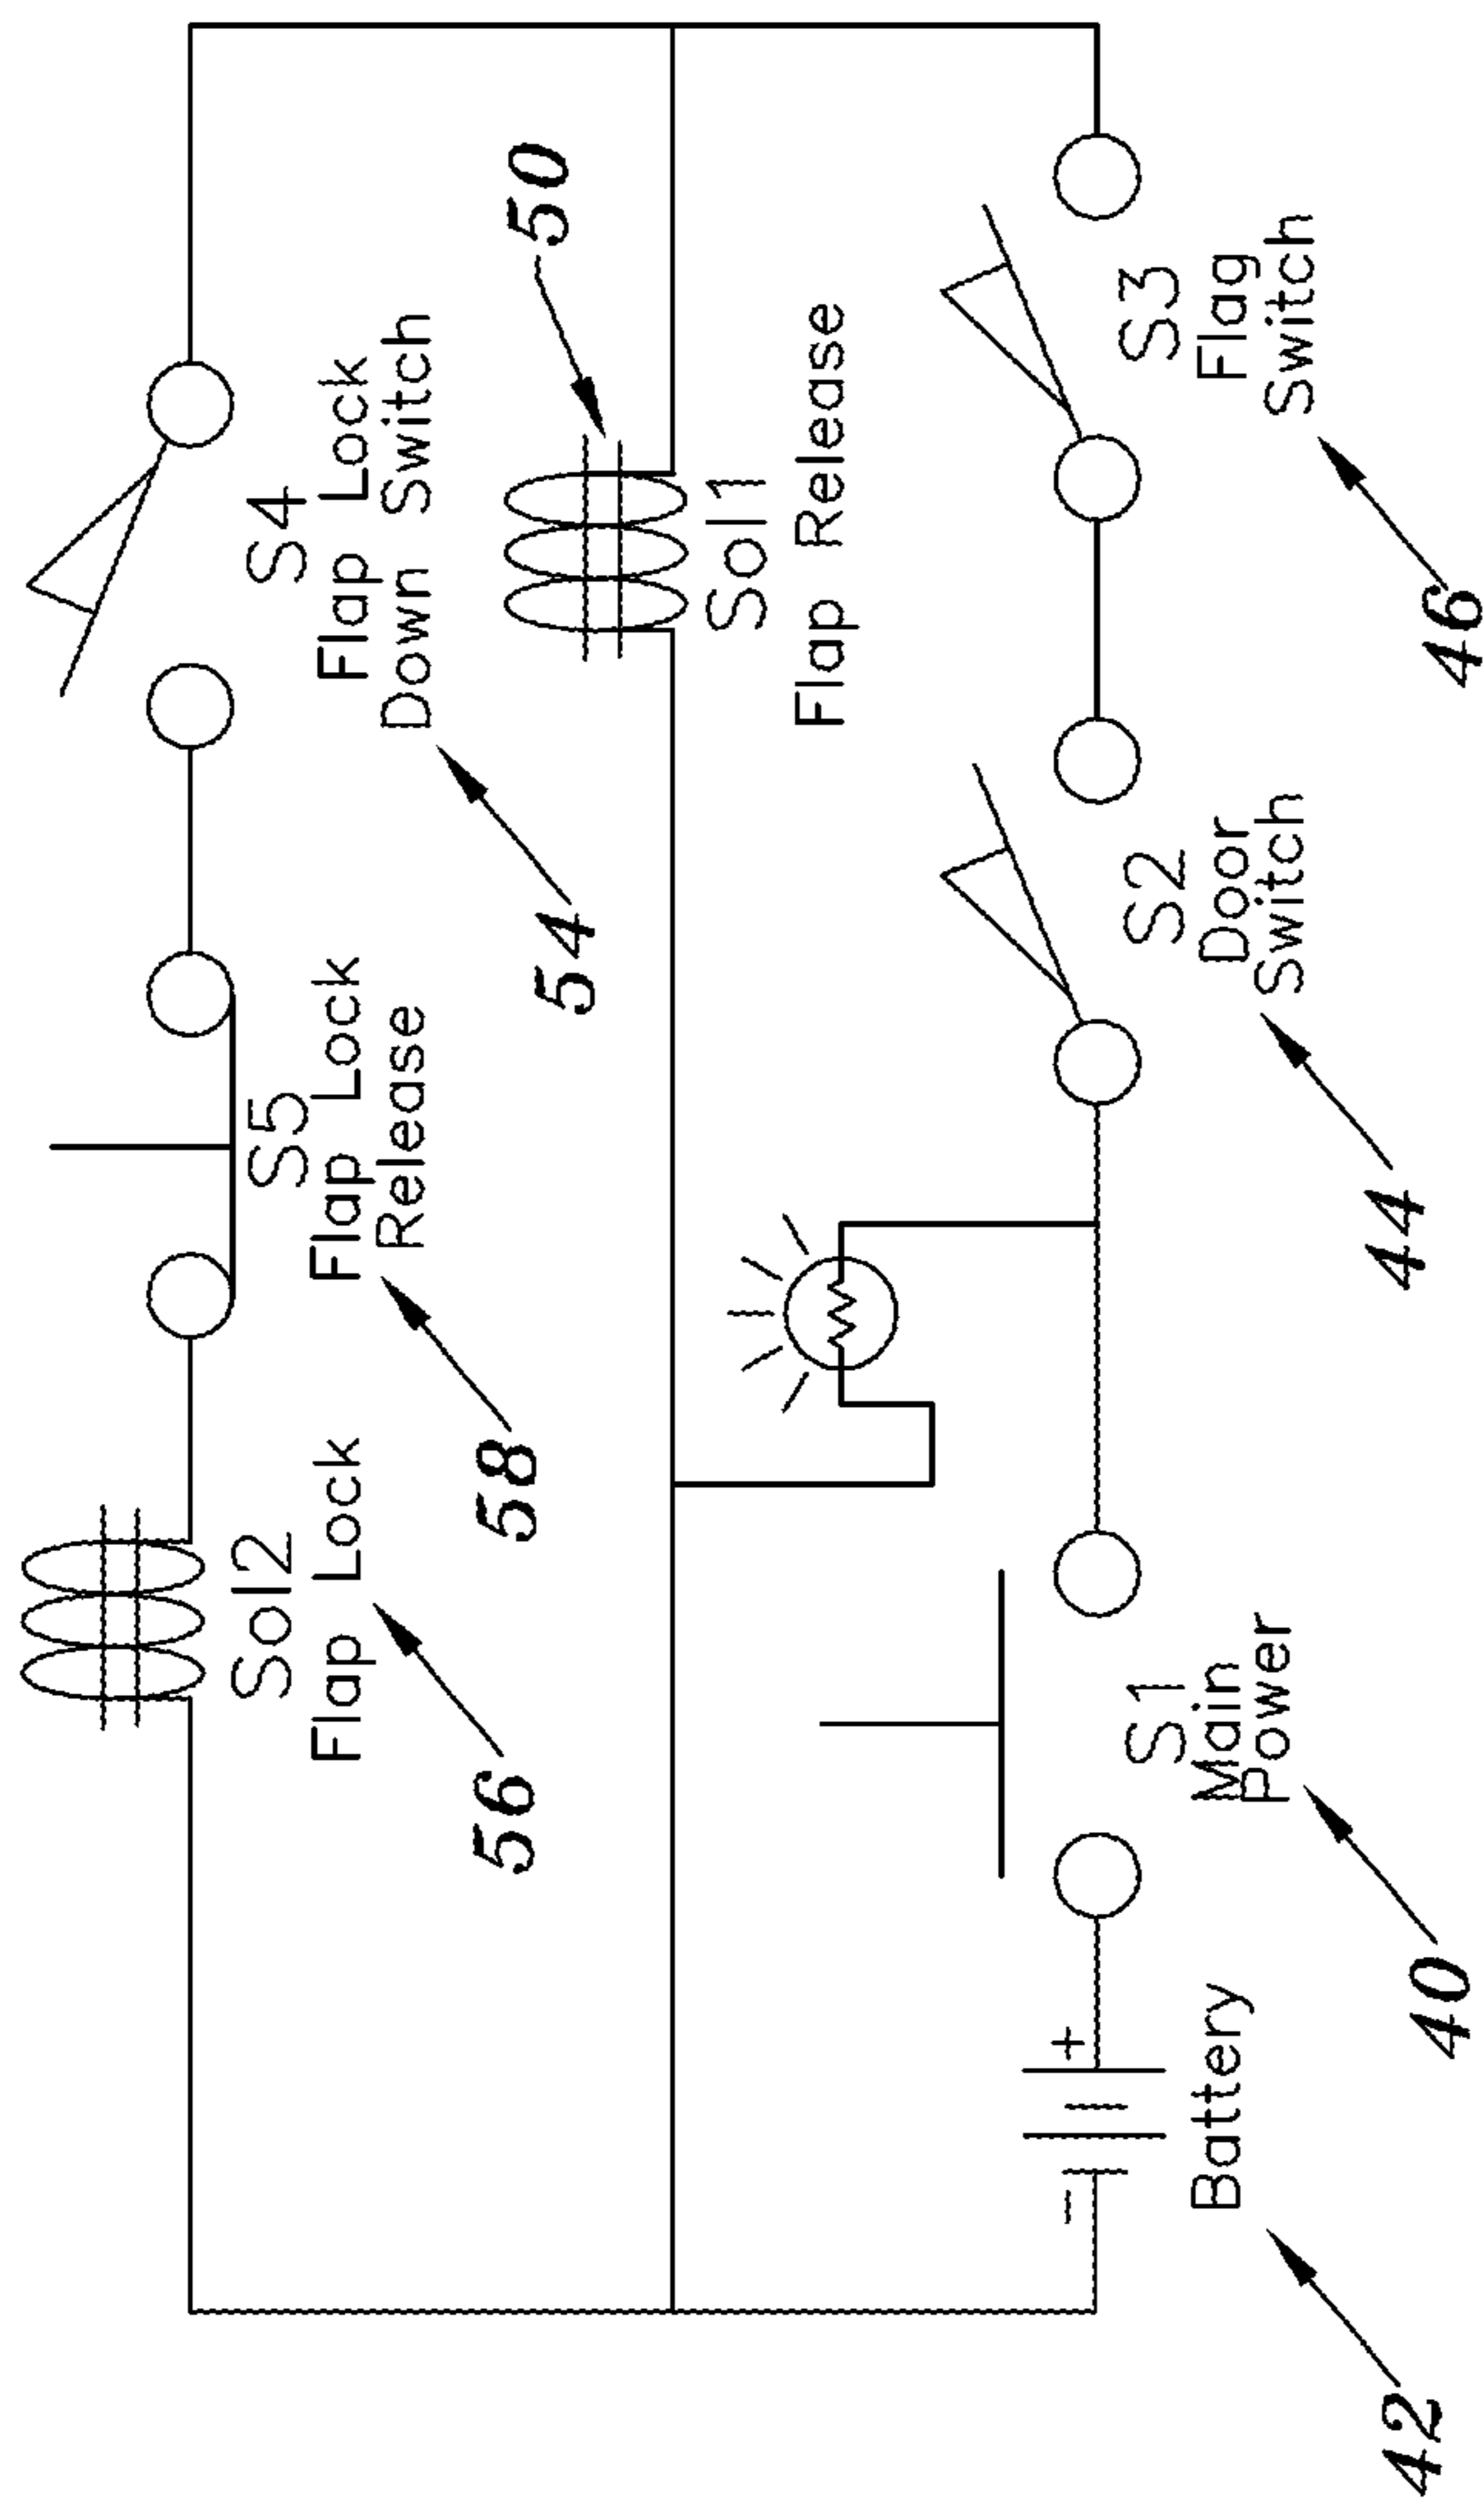 Sol2
Flap Lock
56
S5
Flap Lock
Release
58
S4
Flap Lock
Down Switch
54
50
Sol1
Flap Release
- +
Battery
42
S1
Main
Power
40
S2
Door
Switch
44
S3
Flag
Switch
46